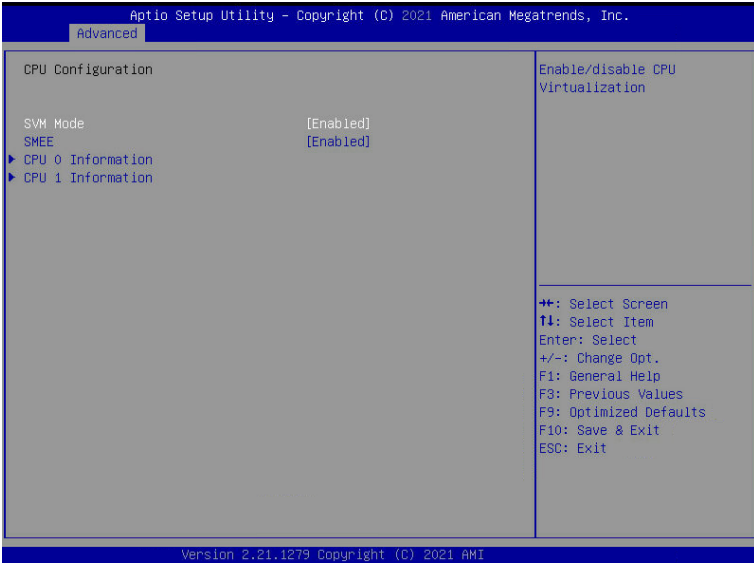 Aptio Setup Utility – Copyright (C) 2021 American Megatrends, Inc.
Advanced
CPU Configuration
SVM Mode [Enabled]
SMEE [Enabled]
CPU 0 Information
CPU 1 Information
Enable/disable CPU
Virtualization
→←: Select Screen
↑↓: Select Item
Enter: Select
+/-: Change Opt.
F1: General Help
F3: Previous Values
F9: Optimized Defaults
F10: Save & Exit
ESC: Exit
Version 2.21.1279 Copyright (C) 2021 AMI